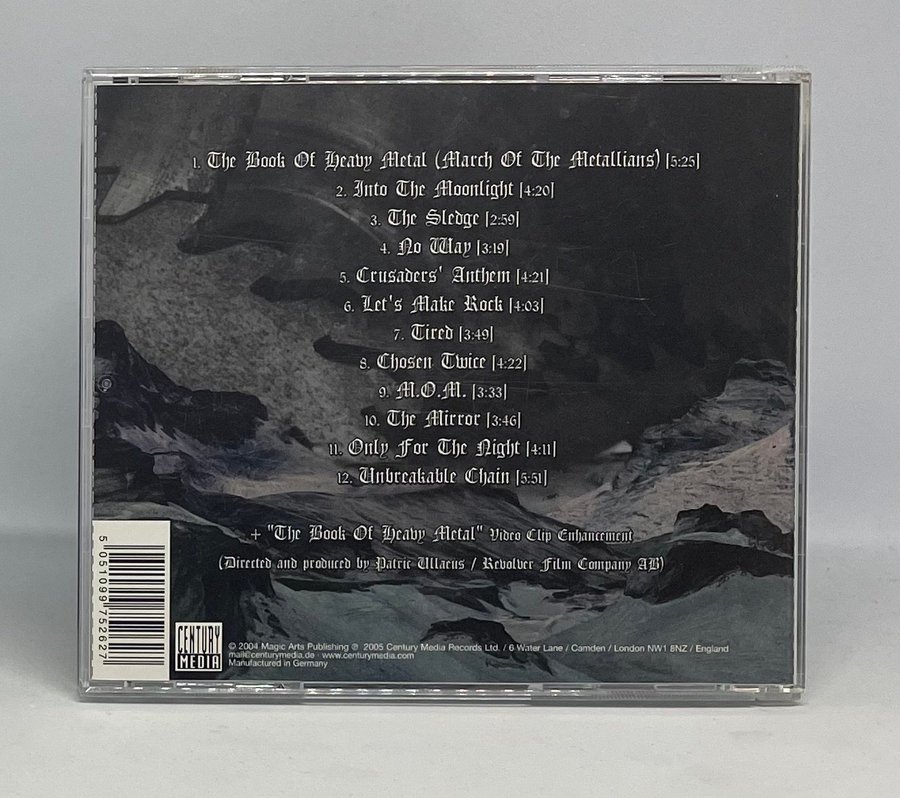 1. The Book Of Heavy Metal (March Of The Metallians) [5:25]
2. Into The Moonlight [4:20]
3. The Sledge [2:59]
4. No Way [3:19]
5. Crusaders' Anthem [4:21]
6. Let's Make Rock [4:03]
7. Tired [3:49]
8. Chosen Twice [4:22]
9. M.O.M. [3:33]
10. The Mirror [3:46]
11. Only For The Night [4:11]
12. Unbreakable Chain [5:51]
+ "The Book Of Heavy Metal" Video Clip Enhancement
(Directed and produced by Patric Ullaeus / Revolver Film Company AB)
5 051099 752627
CENTURY
MEDIA
© 2004 Magic Arts Publishing ℗ 2005 Century Media Records Ltd. / 6 Water Lane / Camden / London NW1 8NZ / England
mail@centurymedia.de · www.centurymedia.com
Manufactured in Germany